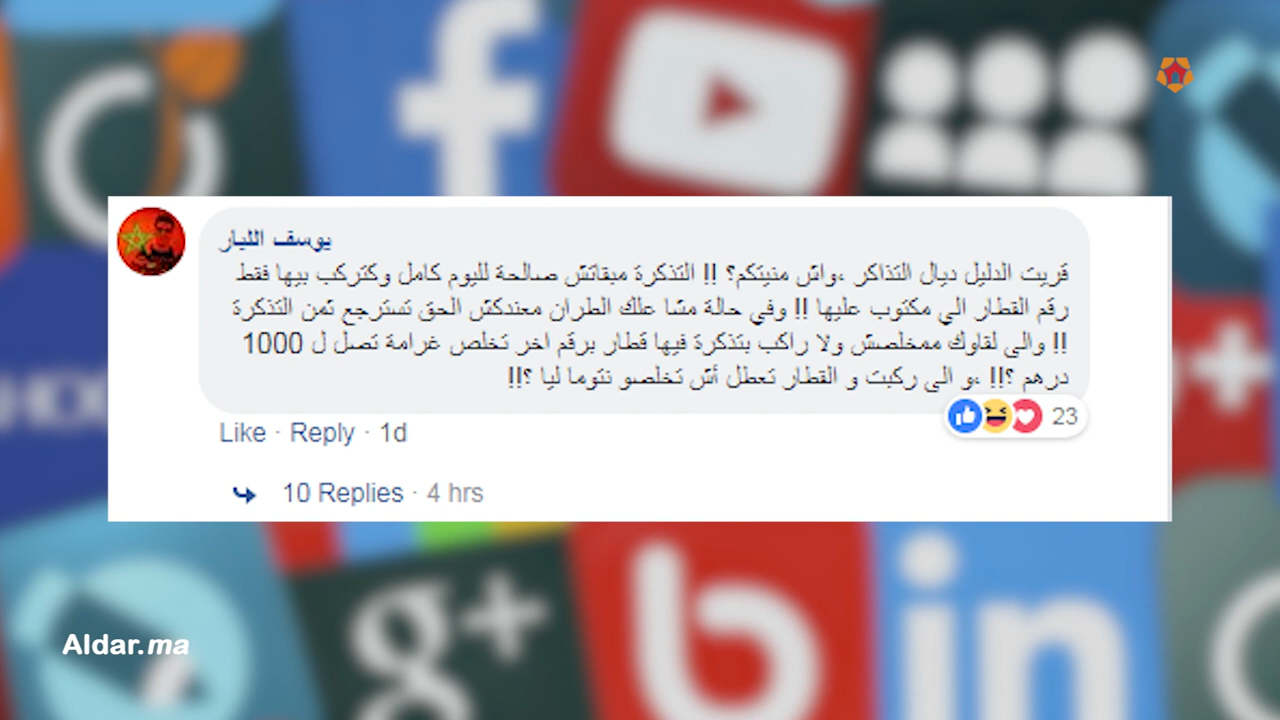 يوسف اللبار
قريت الدليل ديال التذاكر ،واش منيتكم؟ !! التذكرة مبقاتش صالحة لليوم كامل وكتركب بيها فقط
رقم القطار الي مكتوب عليها !! وفي حالة مشا علك الطران معندكش الحق تسترجع ثمن التذكرة
!! والى لقاوك ممخلصش ولا راكب بتذكرة فيها قطار برقم اخر تخلص غرامة تصل ل 1000
درهم ؟!! ،و الى ركبت و القطار تعطل أش تخلصو نتوما ليا ؟!!
23
Like · Reply · 1d
10 Replies · 4 hrs
Aldar.ma